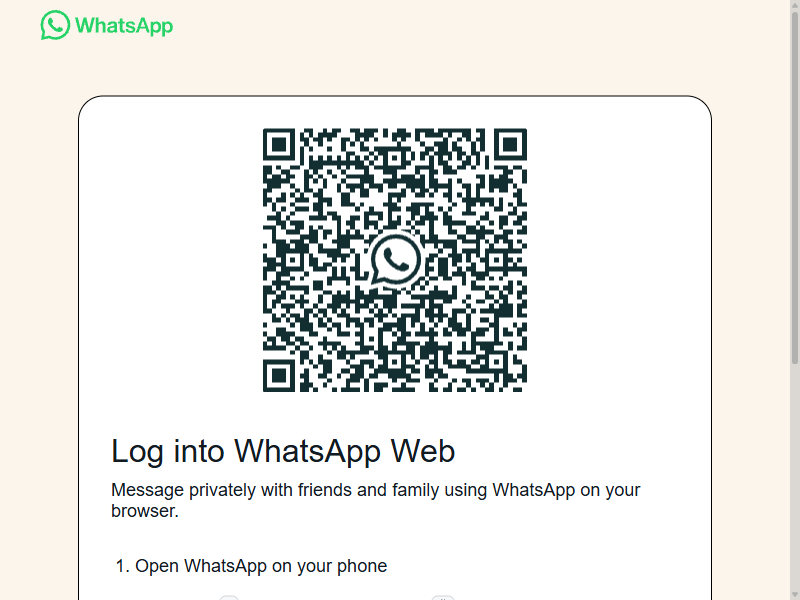 WhatsApp
Log into WhatsApp Web
Message privately with friends and family using WhatsApp on your
browser.
1. Open WhatsApp on your phone